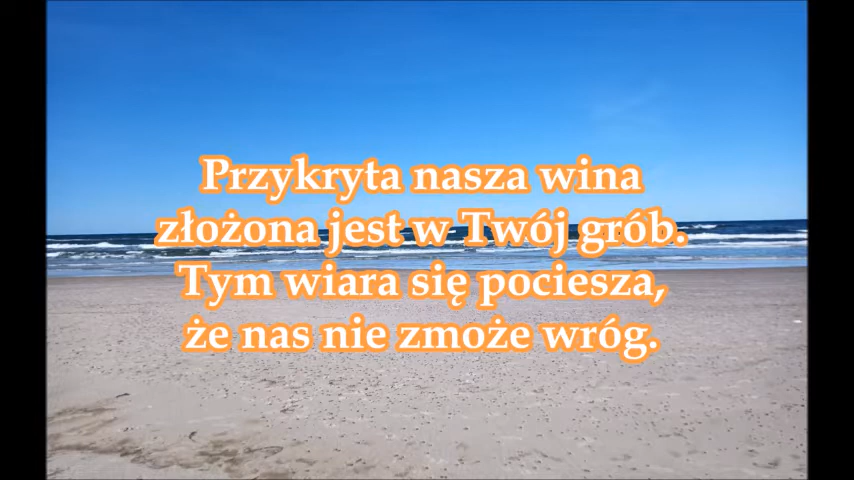 Przykryta nasza wina
złożona jest w Twój grób.
Tym wiara się pociesza,
że nas nie zmoże wróg.